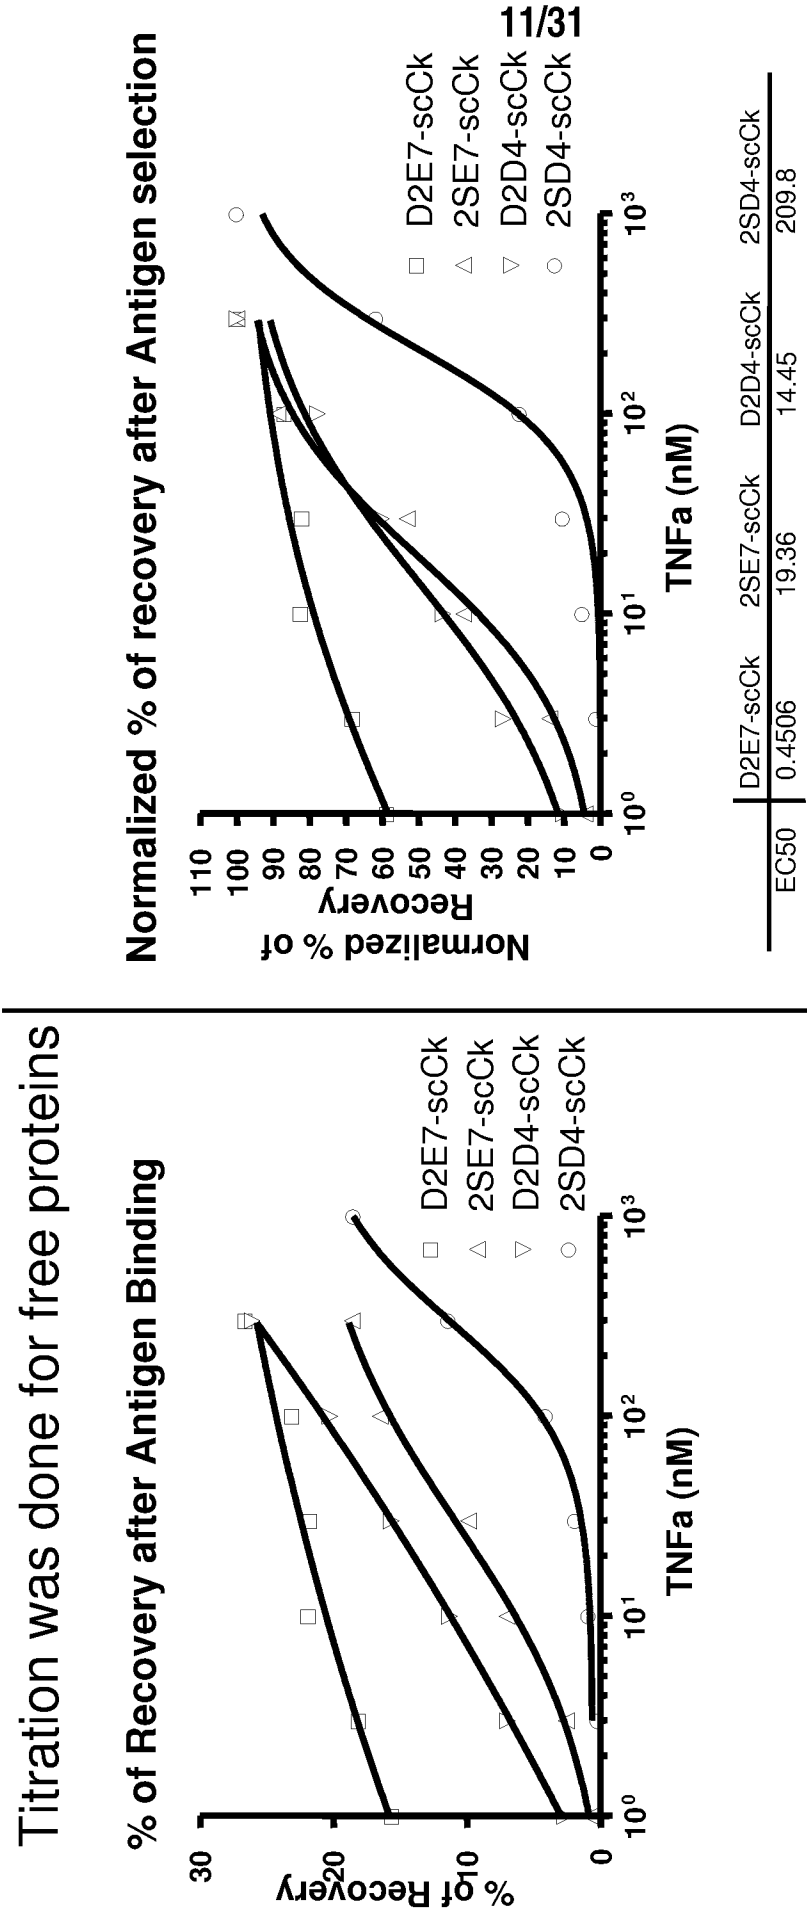 Titration was done for free proteins
% of Recovery after Antigen Binding
% of Recovery
30
20
10
0
10⁰
10¹
10²
10³
TNFa (nM)
D2E7-scCk
2SE7-scCk
D2D4-scCk
2SD4-scCk
Normalized % of recovery after Antigen selection
Normalized % of
Recovery
110
100
90
80
70
60
50
40
30
20
10
0
10⁰
10¹
10²
10³
TNFa (nM)
D2E7-scCk
2SE7-scCk
D2D4-scCk
2SD4-scCk
D2E7-scCk 2SE7-scCk D2D4-scCk 2SD4-scCk
EC50 0.4506 19.36 14.45 209.8
11/31